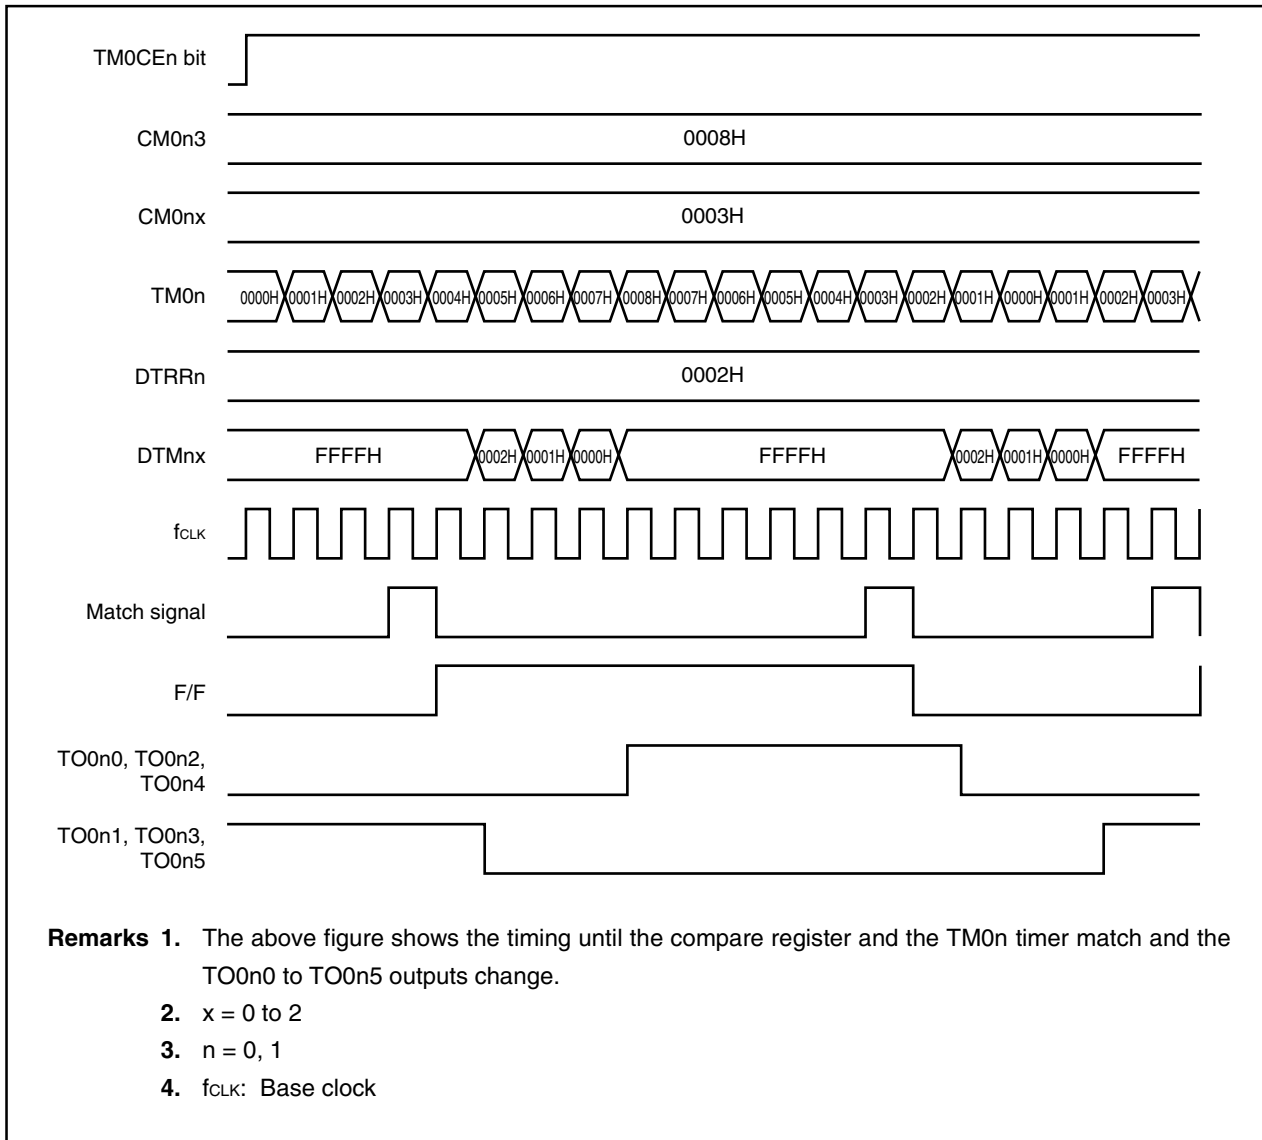 TM0CEn bit
CM0n3 0008H
CM0nx 0003H
TM0n 0000H 0001H 0002H 0003H 0004H 0005H 0006H 0007H 0008H 0007H 0006H 0005H 0004H 0003H 0002H 0001H 0000H 0001H 0002H 0003H
DTRRn 0002H
DTMnx FFFFH 0002H 0001H 0000H FFFFH 0002H 0001H 0000H FFFFH
fCLK
Match signal
F/F
TO0n0, TO0n2,
TO0n4
TO0n1, TO0n3,
TO0n5
Remarks 1. The above figure shows the timing until the compare register and the TM0n timer match and the
TO0n0 to TO0n5 outputs change.
2. x = 0 to 2
3. n = 0, 1
4. fCLK: Base clock